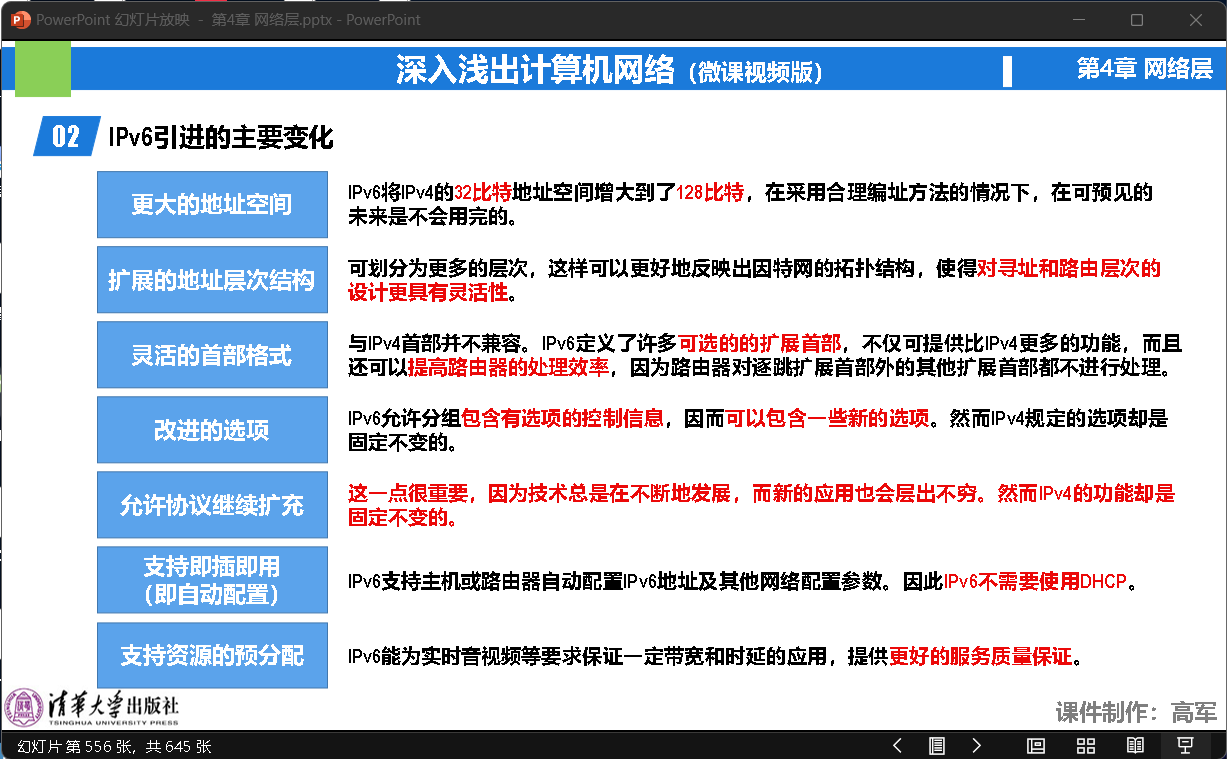 PowerPoint 幻灯片放映 - 第4章 网络层.pptx - PowerPoint
深入浅出计算机网络（微课视频版）
第4章 网络层
02 IPv6引进的主要变化
更大的地址空间
IPv6将IPv4的32比特地址空间增大到了128比特，在采用合理编址方法的情况下，在可预见的
未来是不会用完的。
扩展的地址层次结构
可划分为更多的层次，这样可以更好地反映出因特网的拓扑结构，使得对寻址和路由层次的
设计更具有灵活性。
灵活的首部格式
与IPv4首部并不兼容。IPv6定义了许多可选的的扩展首部，不仅可提供比IPv4更多的功能，而且
还可以提高路由器的处理效率，因为路由器对逐跳扩展首部外的其他扩展首部都不进行处理。
改进的选项
IPv6允许分组包含有选项的控制信息，因而可以包含一些新的选项。然而IPv4规定的选项却是
固定不变的。
允许协议继续扩充
这一点很重要，因为技术总是在不断地发展，而新的应用也会层出不穷。然而IPv4的功能却是
固定不变的。
支持即插即用
（即自动配置）
IPv6支持主机或路由器自动配置IPv6地址及其他网络配置参数。因此IPv6不需要使用DHCP。
支持资源的预分配
IPv6能为实时音视频等要求保证一定带宽和时延的应用，提供更好的服务质量保证。
清华大学出版社
TSINGHUA UNIVERSITY PRESS
课件制作：高军
幻灯片 第 556 张，共 645 张